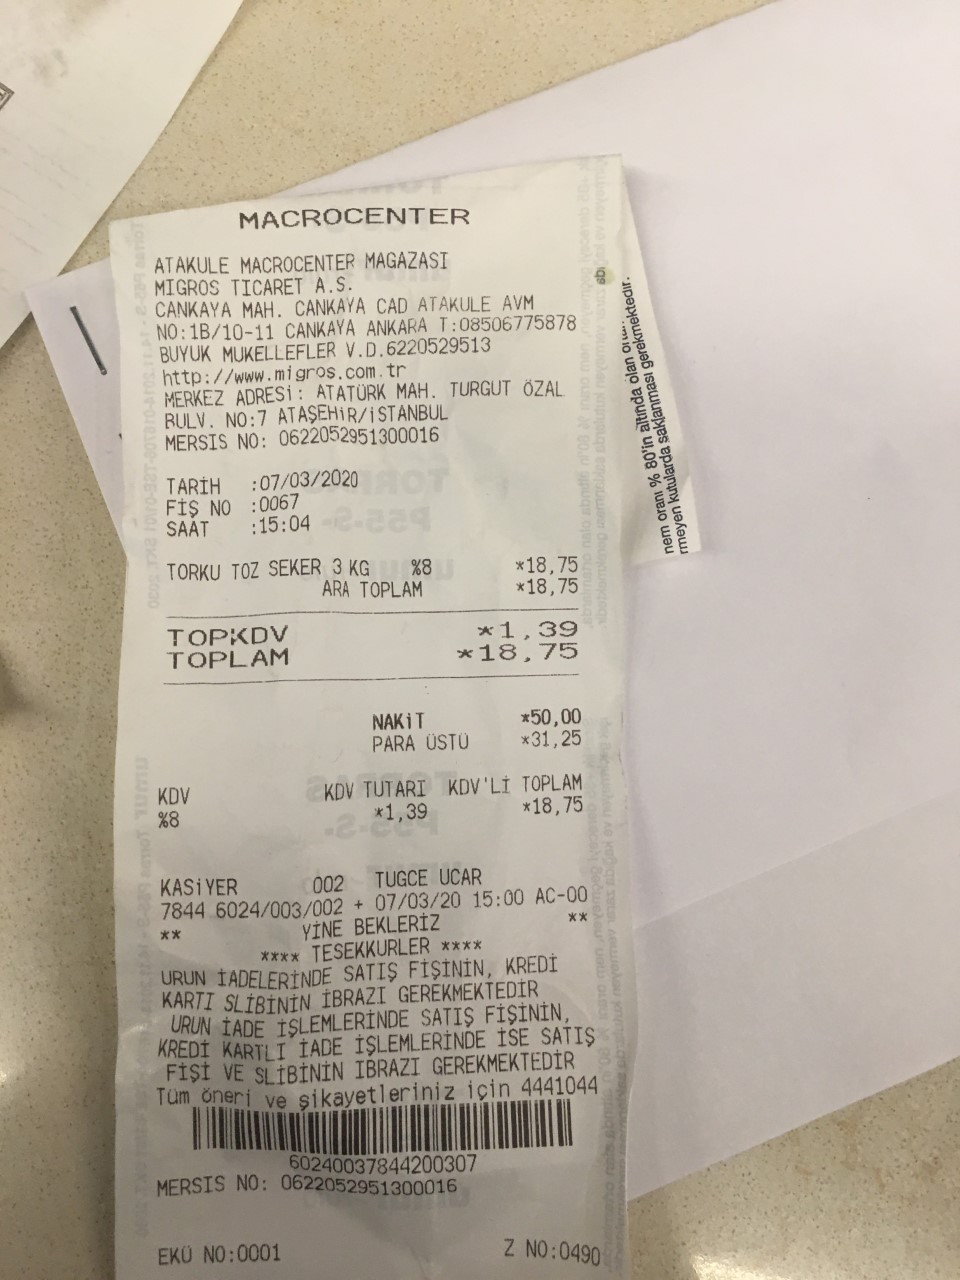 MACROCENTER
ATAKULE MACROCENTER MAGAZASI
MIGROS TICARET A.S.
CANKAYA MAH. CANKAYA CAD ATAKULE AVM
NO:1B/10-11 CANKAYA ANKARA T:08506775878
BUYUK MUKELLEFLER V.D.6220529513
http://www.migros.com.tr
MERKEZ ADRESİ: ATATÜRK MAH. TURGUT ÖZAL
BULV. NO:7 ATAŞEHİR/İSTANBUL
MERSIS NO: 0622052951300016
TARİH :07/03/2020
FİŞ NO :0067
SAAT :15:04
TORKU TOZ SEKER 3 KG %8 *18,75
ARA TOPLAM *18,75
TOPKDV *1,39
TOPLAM *18,75
NAKİT *50,00
PARA ÜSTÜ *31,25
KDV KDV TUTARI KDV'Lİ TOPLAM
%8 *1,39 *18,75
KASİYER 002 TUGCE UCAR
7844 6024/003/002 + 07/03/20 15:00 AC-00
** YİNE BEKLERİZ **
**** TESEKKURLER ****
URUN İADELERİNDE SATIŞ FİŞİNİN, KREDİ
KARTI SLİBİNİN İBRAZI GEREKMEKTEDİR
URUN İADE İŞLEMLERİNDE SATIŞ FİŞİNİN,
KREDİ KARTLI İADE İŞLEMLERİNDE ISE SATIŞ
FİŞİ VE SLİBİNİN IBRAZI GEREKMEKTEDİR
Tüm öneri ve şikayetleriniz için 4441044
60240037844200307
MERSIS NO: 0622052951300016
EKÜ NO:0001 Z NO:0490
nem oranı % 80'in altında olan
rmeyen kutularda saklanması gerekmektedir.